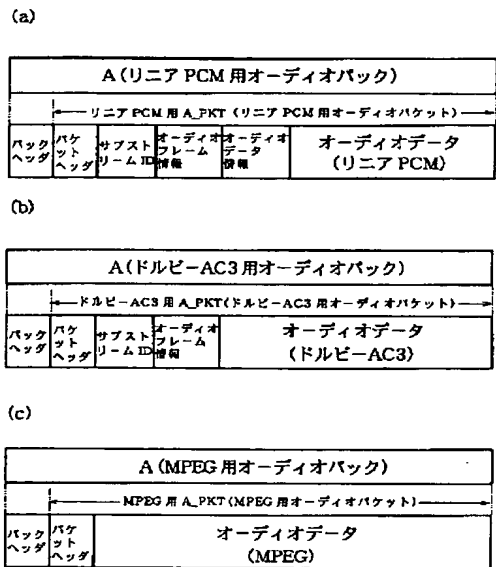 (a)
A(リニア PCM 用オーディオパック)
リニア PCM 用 A_PKT (リニア PCM 用オーディオパケット)
パック
ヘッダ
パケ
ット
ヘッダ
サブスト
リーム ID
オーディオ
フレーム
情報
オーディオ
データ
情報
オーディオデータ
(リニア PCM)
(b)
A(ドルビーAC3 用オーディオパック)
ドルビーAC3 用 A_PKT(ドルビーAC3 用オーディオパケット)
パック
ヘッダ
パケ
ット
ヘッダ
サブスト
リーム ID
オーディオ
フレーム
情報
オーディオデータ
(ドルビーAC3)
(c)
A (MPEG 用オーディオパック)
MPEG 用 A_PKT(MPEG 用オーディオパケット)
パック
ヘッダ
パケ
ット
ヘッダ
オーディオデータ
(MPEG)